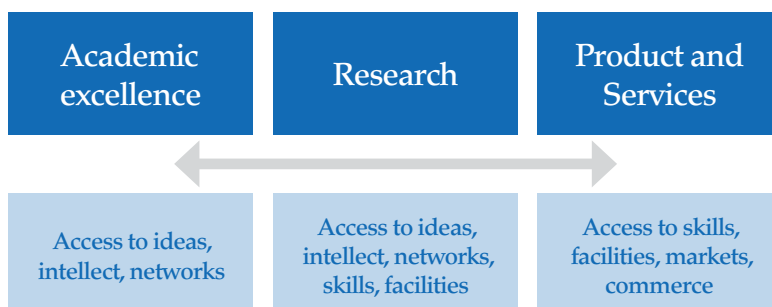 Academic
excellence
Research
Product and
Services
Access to ideas,
intellect, networks
Access to ideas,
intellect, networks,
skills, facilities
Access to skills,
facilities, markets,
commerce